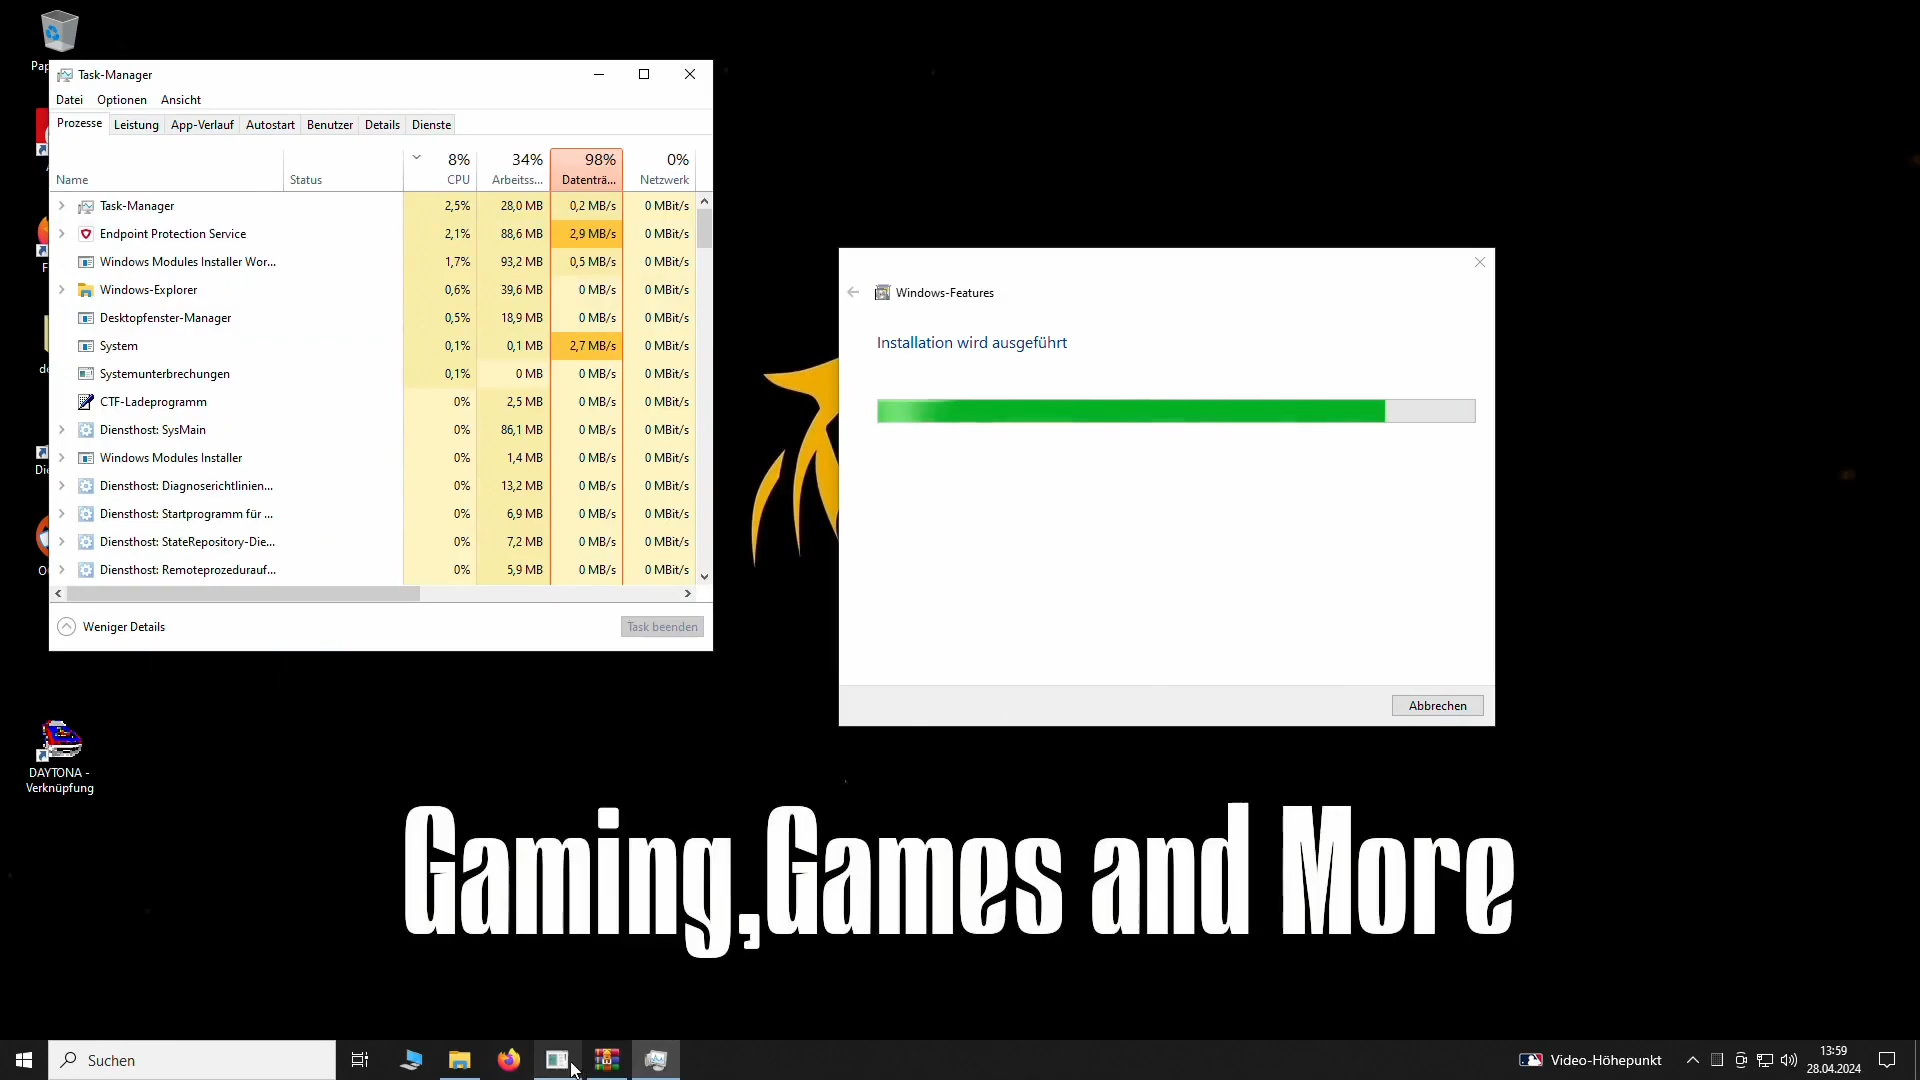 Task-Manager
Datei Optionen Ansicht
Prozesse Leistung App-Verlauf Autostart Benutzer Details Dienste
8% 34% 98% 0%
Name Status CPU Arbeitss... Datenträ... Netzwerk
Task-Manager 2,5% 28,0 MB 0,2 MB/s 0 MBit/s
Endpoint Protection Service 2,1% 88,6 MB 2,9 MB/s 0 MBit/s
Windows Modules Installer Wor... 1,7% 93,2 MB 0,5 MB/s 0 MBit/s
Windows-Explorer 0,6% 39,6 MB 0 MB/s 0 MBit/s
Desktopfenster-Manager 0,5% 18,9 MB 0 MB/s 0 MBit/s
System 0,1% 0,1 MB 2,7 MB/s 0 MBit/s
Systemunterbrechungen 0,1% 0 MB 0 MB/s 0 MBit/s
CTF-Ladeprogramm 0% 2,5 MB 0 MB/s 0 MBit/s
Diensthost: SysMain 0% 86,1 MB 0 MB/s 0 MBit/s
Windows Modules Installer 0% 1,4 MB 0 MB/s 0 MBit/s
Diensthost: Diagnoserichtlinien... 0% 13,2 MB 0 MB/s 0 MBit/s
Diensthost: Startprogramm für ... 0% 6,9 MB 0 MB/s 0 MBit/s
Diensthost: StateRepository-Die... 0% 7,2 MB 0 MB/s 0 MBit/s
Diensthost: Remoteprozedurauf... 0% 5,9 MB 0 MB/s 0 MBit/s
Weniger Details Task beenden
Windows-Features
Installation wird ausgeführt
Abbrechen
DAYTONA -
Verknüpfung
Gaming,Games and More
Suchen
Video-Höhepunkt
13:59
28.04.2024